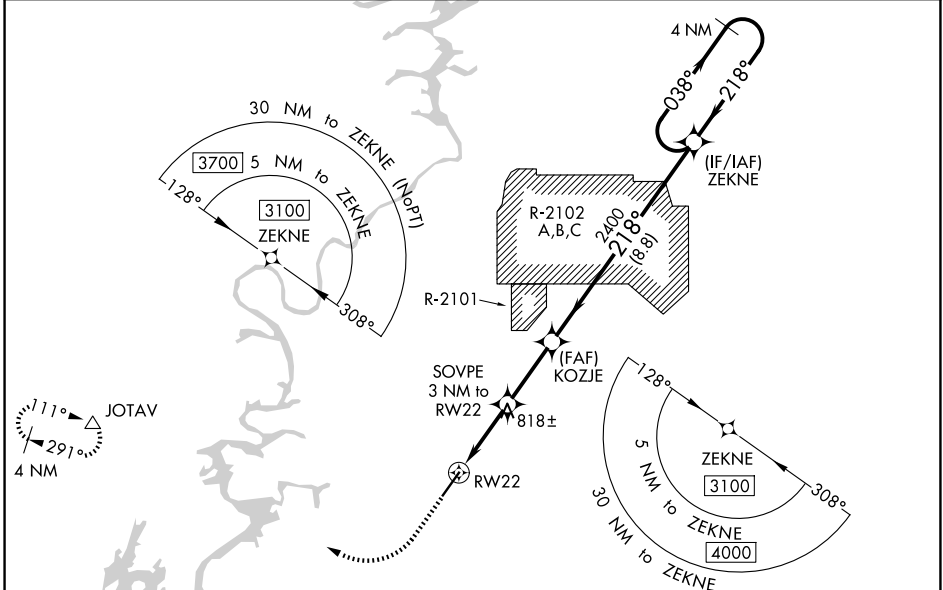 4 NM
038°
218°
(IF/IAF)
ZEKNE
30 NM to ZEKNE (NoPT)
3700
5 NM to ZEKNE
128°
3100
ZEKNE
308°
R-2102
A,B,C
2400
218°
(8.8)
R-2101
(FAF)
KOZJE
SOVPE
3 NM to
RW22
818±
RW22
111°
JOTAV
291°
4 NM
128°
ZEKNE
3100
308°
5 NM to ZEKNE
4000
30 NM to ZEKNE